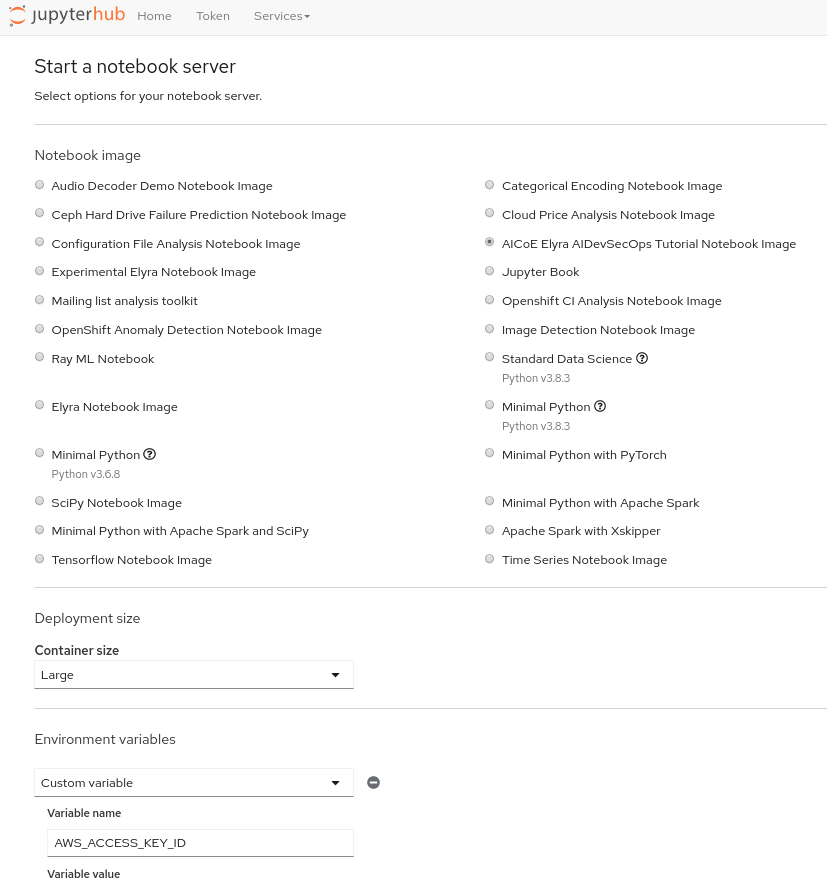 jupyterhub Home Token Services
Start a notebook server
Select options for your notebook server.
Notebook image
Audio Decoder Demo Notebook Image
Categorical Encoding Notebook Image
Ceph Hard Drive Failure Prediction Notebook Image
Cloud Price Analysis Notebook Image
Configuration File Analysis Notebook Image
AICoE Elyra AIDevSecOps Tutorial Notebook Image
Experimental Elyra Notebook Image
Jupyter Book
Mailing list analysis toolkit
Openshift CI Analysis Notebook Image
OpenShift Anomaly Detection Notebook Image
Image Detection Notebook Image
Ray ML Notebook
Standard Data Science ?
Python v3.8.3
Elyra Notebook Image
Minimal Python ?
Python v3.8.3
Minimal Python ?
Python v3.6.8
Minimal Python with PyTorch
SciPy Notebook Image
Minimal Python with Apache Spark
Minimal Python with Apache Spark and SciPy
Apache Spark with Xskipper
Tensorflow Notebook Image
Time Series Notebook Image
Deployment size
Container size
Large
Environment variables
Custom variable
Variable name
AWS_ACCESS_KEY_ID
Variable value